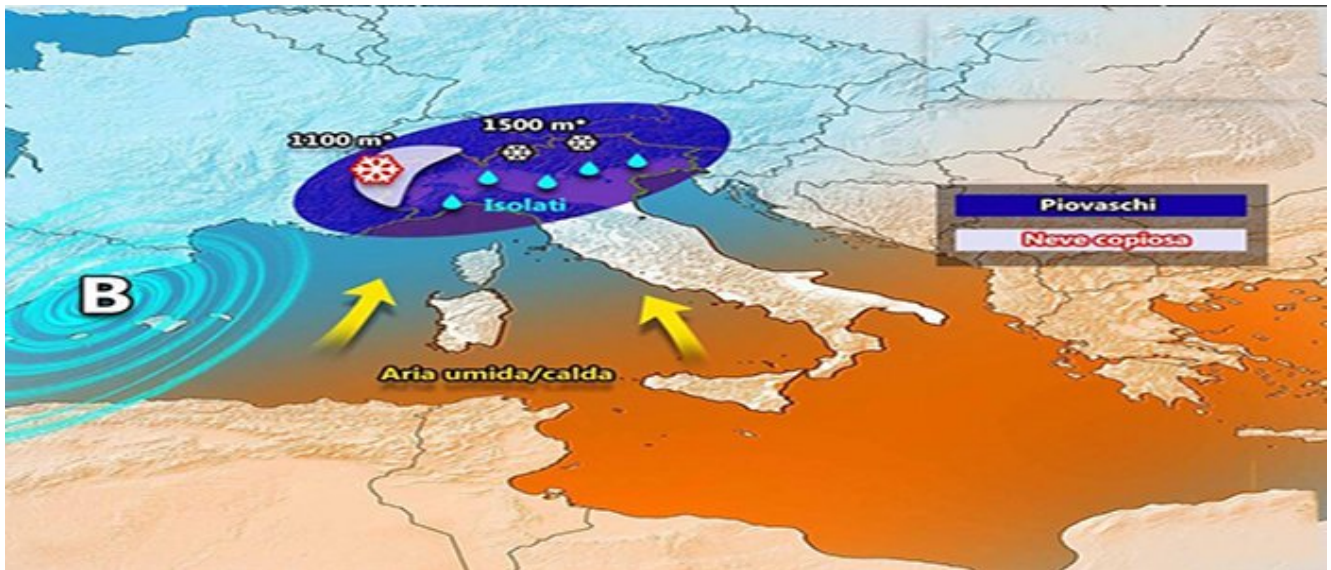 1100 m*
1500 m*
Isolati
Piovaschi
Neve copiosa
B
Aria umida/calda